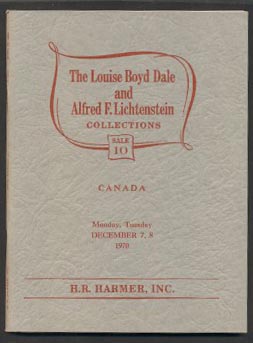 The Louise Boyd Dale
and
Alfred F. Lichtenstein
COLLECTIONS
SALE
10
CANADA
Monday, Tuesday
DECEMBER 7, 8
1970
H.R. HARMER, INC.